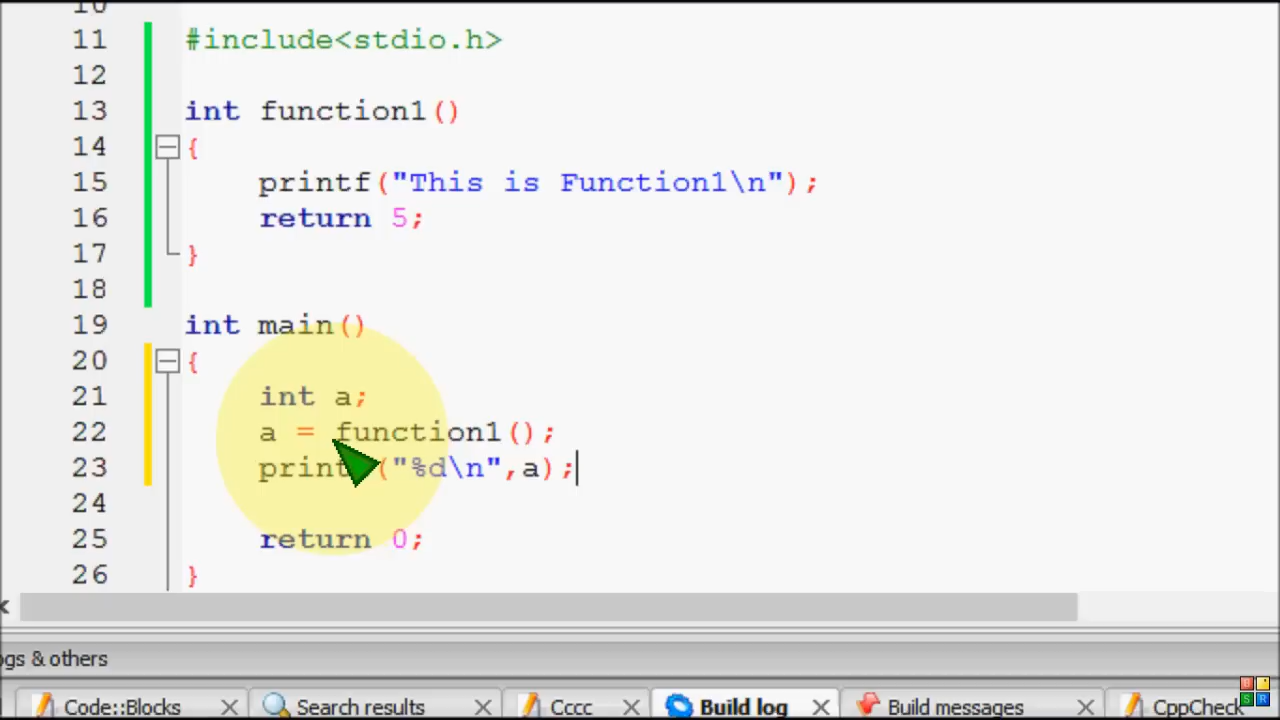 10
11 #include<stdio.h>
12
13 int function1()
14 {
15 printf("This is Function1\n");
16 return 5;
17 }
18
19 int main()
20 {
21 int a;
22 a = function1();
23 printf("%d\n",a);
24
25 return 0;
26 }
ogs & others
Code::Blocks Search results Cccc Build log Build messages CppCheck